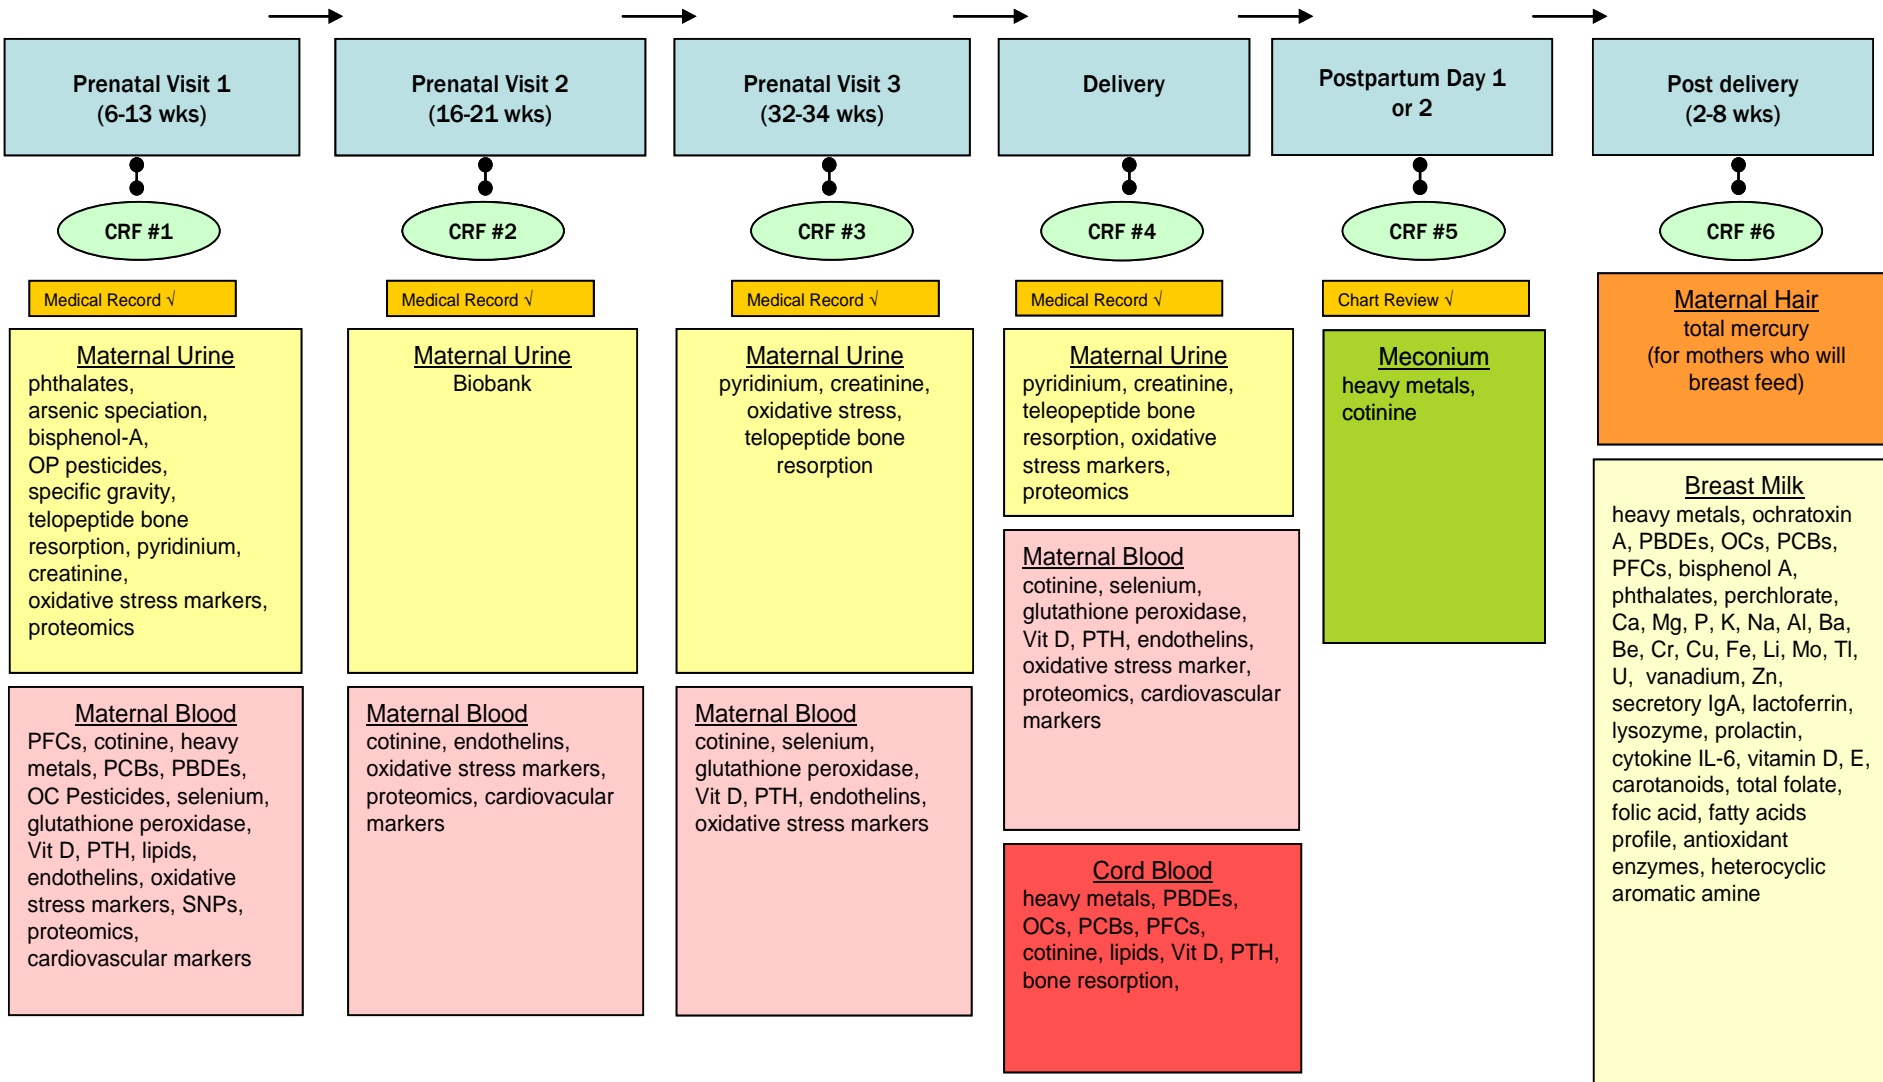 Prenatal Visit 1
(6-13 wks)
Prenatal Visit 2
(16-21 wks)
Prenatal Visit 3
(32-34 wks)
Delivery
Postpartum Day 1
or 2
Post delivery
(2-8 wks)
CRF #1
CRF #2
CRF #3
CRF #4
CRF #5
CRF #6
Medical Record √
Medical Record √
Medical Record √
Medical Record √
Chart Review √
Maternal Urine
phthalates,
arsenic speciation,
bisphenol-A,
OP pesticides,
specific gravity,
telopeptide bone
resorption, pyridinium,
creatinine,
oxidative stress markers,
proteomics
Maternal Blood
PFCs, cotinine, heavy
metals, PCBs, PBDEs,
OC Pesticides, selenium,
glutathione peroxidase,
Vit D, PTH, lipids,
endothelins, oxidative
stress markers, SNPs,
proteomics,
cardiovascular markers
Maternal Urine
Biobank
Maternal Blood
cotinine, endothelins,
oxidative stress markers,
proteomics, cardiovacular
markers
Maternal Urine
pyridinium, creatinine,
oxidative stress,
telopeptide bone
resorption
Maternal Blood
cotinine, selenium,
glutathione peroxidase,
Vit D, PTH, endothelins,
oxidative stress markers
Maternal Urine
pyridinium, creatinine,
teleopeptide bone
resorption, oxidative
stress markers,
proteomics
Maternal Blood
cotinine, selenium,
glutathione peroxidase,
Vit D, PTH, endothelins,
oxidative stress marker,
proteomics, cardiovascular
markers
Cord Blood
heavy metals, PBDEs,
OCs, PCBs, PFCs,
cotinine, lipids, Vit D, PTH,
bone resorption,
Meconium
heavy metals,
cotinine
Maternal Hair
total mercury
(for mothers who will
breast feed)
Breast Milk
heavy metals, ochratoxin
A, PBDEs, OCs, PCBs,
PFCs, bisphenol A,
phthalates, perchlorate,
Ca, Mg, P, K, Na, Al, Ba,
Be, Cr, Cu, Fe, Li, Mo, Tl,
U, vanadium, Zn,
secretory IgA, lactoferrin,
lysozyme, prolactin,
cytokine IL-6, vitamin D, E,
carotanoids, total folate,
folic acid, fatty acids
profile, antioxidant
enzymes, heterocyclic
aromatic amine